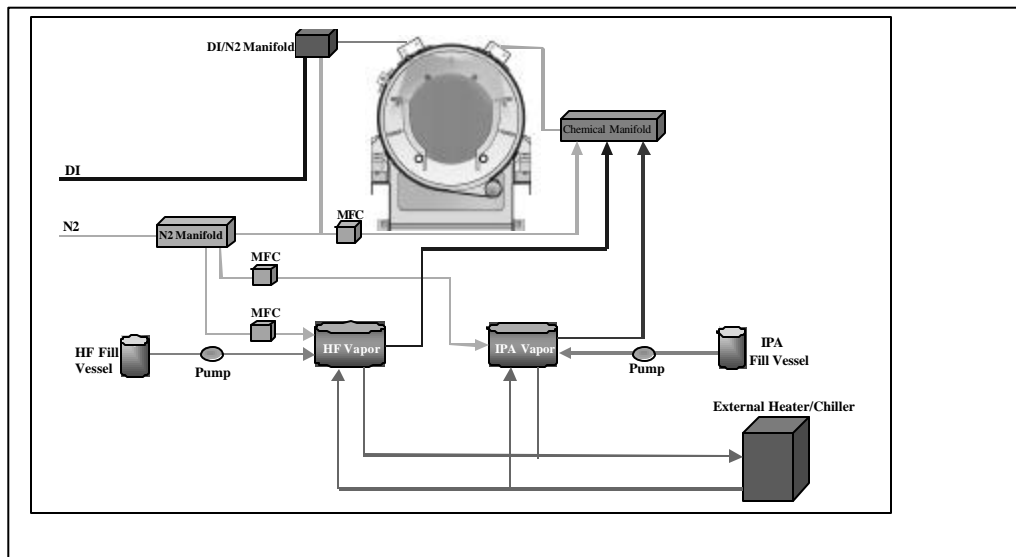 DI/N2 Manifold
Chemical Manifold
DI
N2
N2 Manifold
MFC
MFC
MFC
HF Fill
Vessel
Pump
HF Vapor
IPA Vapor
Pump
IPA
Fill Vessel
External Heater/Chiller